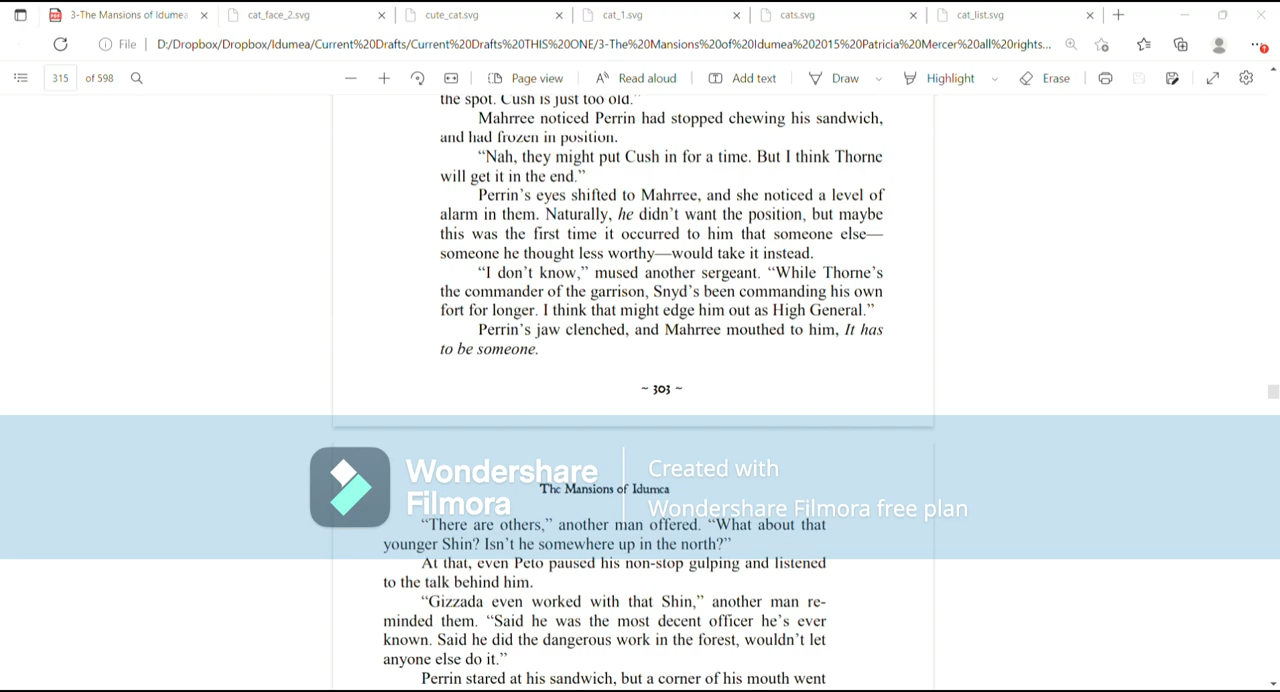 3-The Mansions of Idumea
cat_face_2.svg
cute_cat.svg
cat_1.svg
cats.svg
cat_list.svg
File
D:/Dropbox/Dropbox/Idumea/Current%20Drafts/Current%20Drafts%20THIS%20ONE/3-The%20Mansions%20of%20Idumea%202015%20Patricia%20Mercer%20all%20rights...
315 of 598
Page view
Read aloud
Add text
Draw
Highlight
Erase
the spot. Cush is just too old."
Mahrree noticed Perrin had stopped chewing his sandwich,
and had frozen in position.
“Nah, they might put Cush in for a time. But I think Thorne
will get it in the end.”
Perrin’s eyes shifted to Mahrree, and she noticed a level of
alarm in them. Naturally, he didn’t want the position, but maybe
this was the first time it occurred to him that someone else—
someone he thought less worthy—would take it instead.
“I don’t know,” mused another sergeant. “While Thorne’s
the commander of the garrison, Snyd’s been commanding his own
fort for longer. I think that might edge him out as High General.”
Perrin’s jaw clenched, and Mahrree mouthed to him, It has
to be someone.
~ 303 ~
Wondershare
Filmora
Created with
Wondershare Filmora free plan
The Mansions of Idumea
“There are others,” another man offered. “What about that
younger Shin? Isn’t he somewhere up in the north?”
At that, even Peto paused his non-stop gulping and listened
to the talk behind him.
“Gizzada even worked with that Shin,” another man re-
minded them. “Said he was the most decent officer he’s ever
known. Said he did the dangerous work in the forest, wouldn’t let
anyone else do it.”
Perrin stared at his sandwich, but a corner of his mouth went